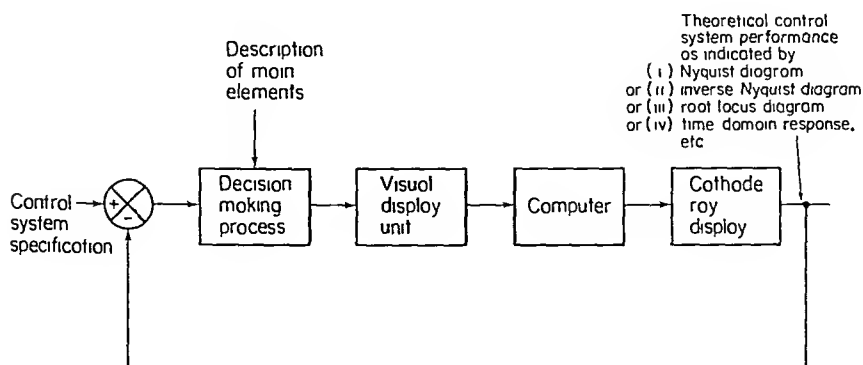 Theoretical control
system performance
as indicated by
(i) Nyquist diagram
or (ii) inverse Nyquist diagram
or (iii) root locus diagram
or (iv) time domain response,
etc
Description
of main
elements
Control
system
specification
+
-
Decision
making
process
Visual
display
unit
Computer
Cathode
ray
display